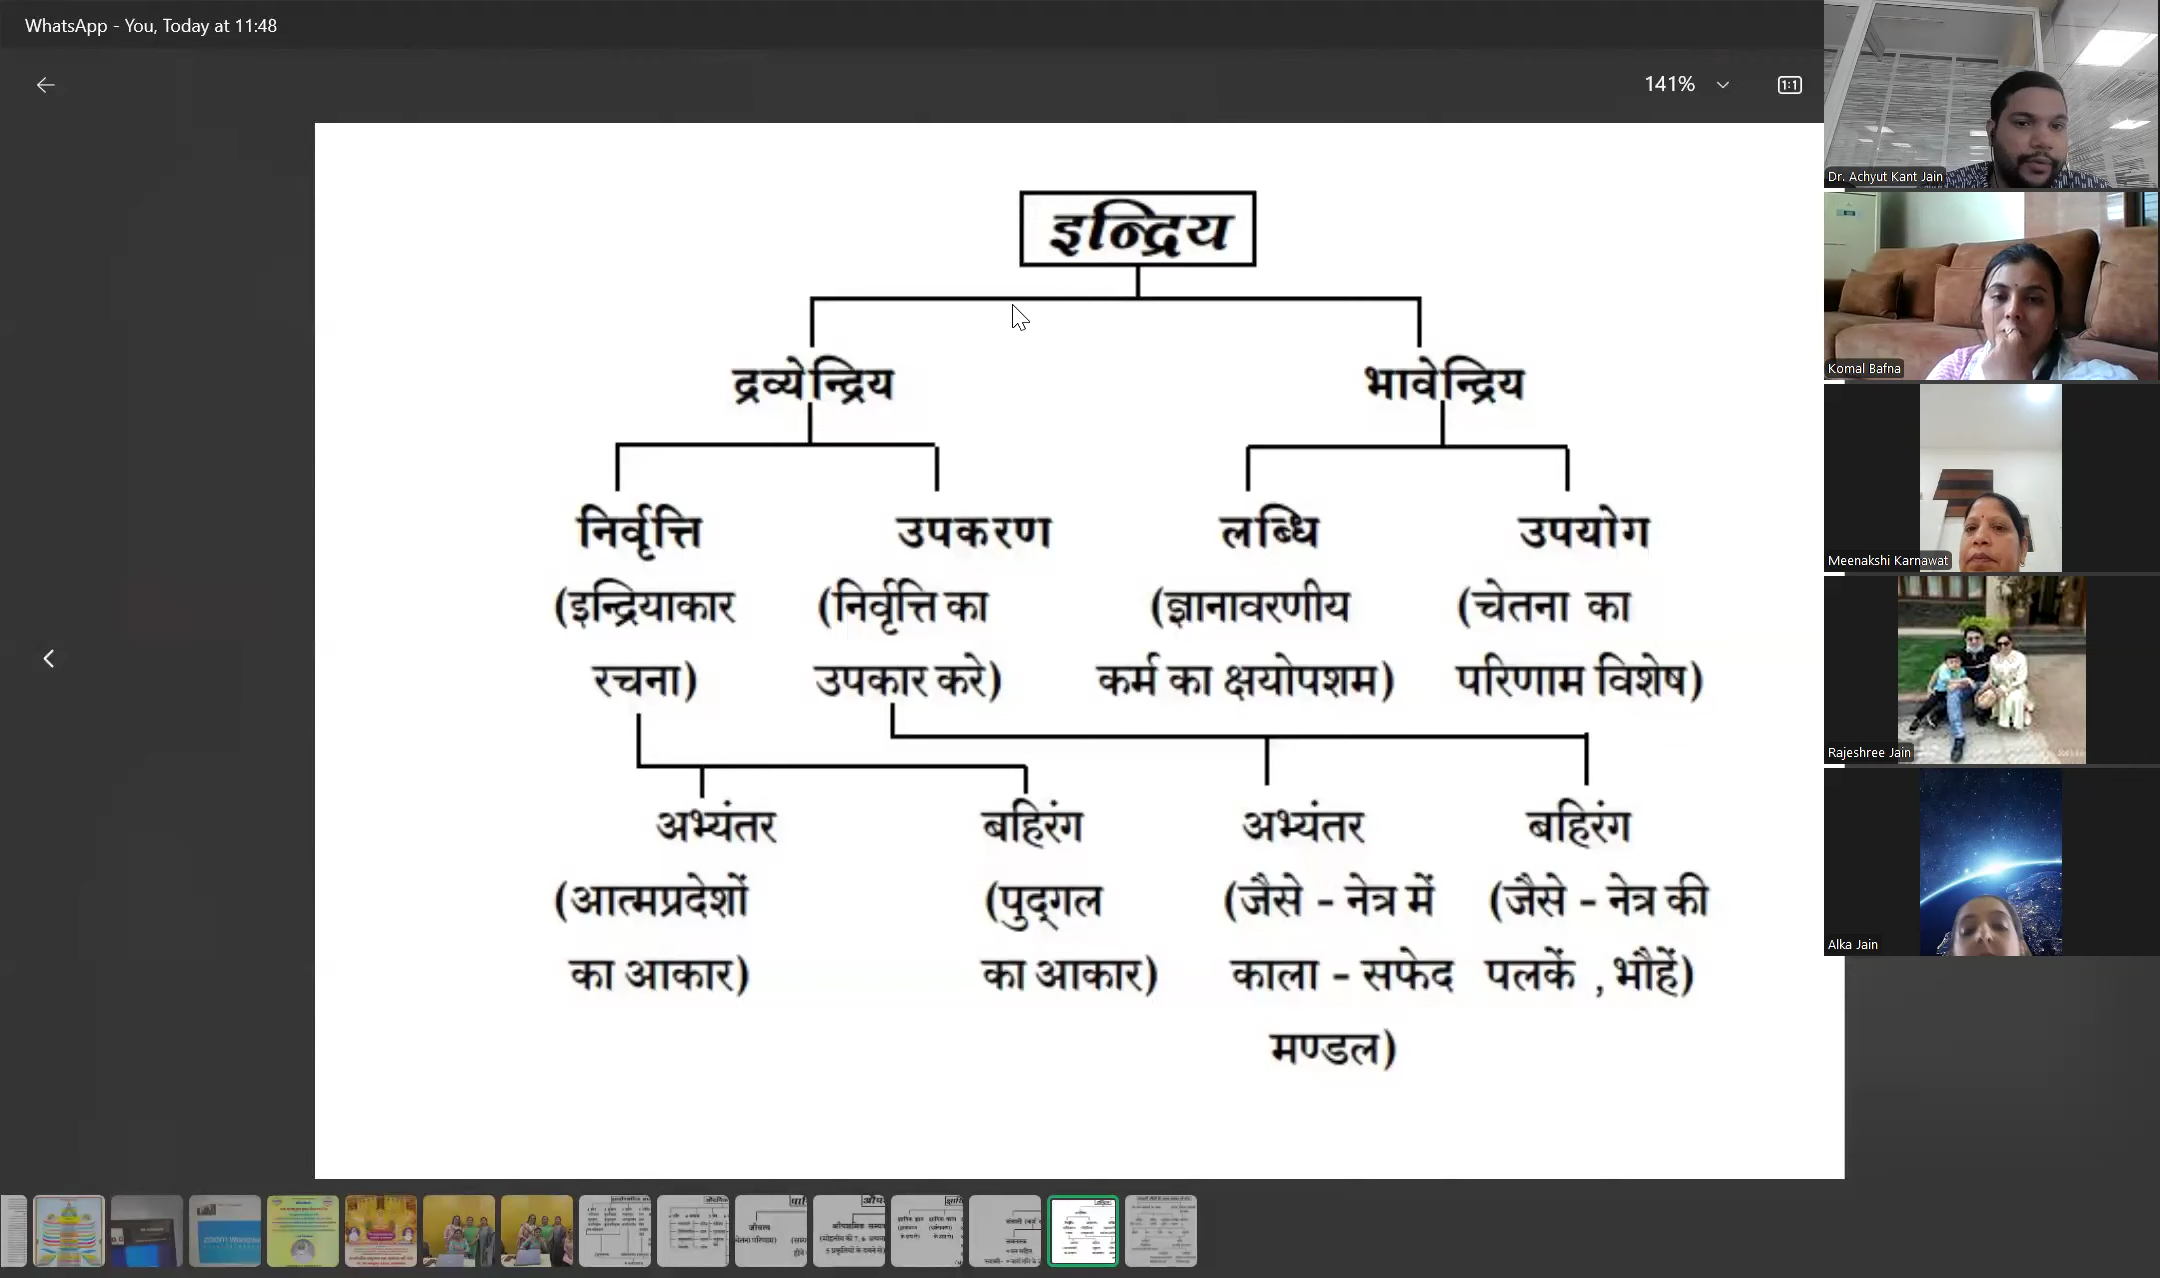 WhatsApp - You, Today at 11:48
141%
1:1
इन्द्रिय
द्रव्येन्द्रिय
भावेन्द्रिय
निर्वृत्ति
उपकरण
लब्धि
उपयोग
(इन्द्रियाकार
रचना)
(निर्वृत्ति का
उपकार करे)
(ज्ञानावरणीय
कर्म का क्षयोपशम)
(चेतना का
परिणाम विशेष)
अभ्यंतर
(आत्मप्रदेशों
का आकार)
बहिरंग
(पुद्गल
का आकार)
अभ्यंतर
(जैसे - नेत्र में
काला - सफेद
मण्डल)
बहिरंग
(जैसे - नेत्र की
पलकें , भौहें)
Dr. Achyut Kant Jain
Komal Bafna
Meenakshi Karnawat
Rajeshree Jain
Alka Jain